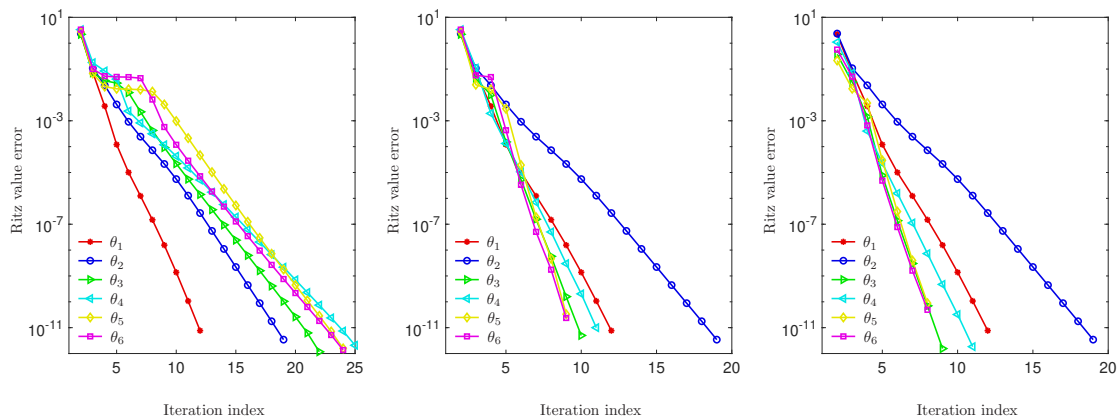 Ritz value error
10^1
10^-3
10^-7
10^-11
θ1
θ2
θ3
θ4
θ5
θ6
5 10 15 20 25
Iteration index
Ritz value error
10^1
10^-3
10^-7
10^-11
θ1
θ2
θ3
θ4
θ5
θ6
5 10 15 20
Iteration index
Ritz value error
10^1
10^-3
10^-7
10^-11
θ1
θ2
θ3
θ4
θ5
θ6
5 10 15 20
Iteration index